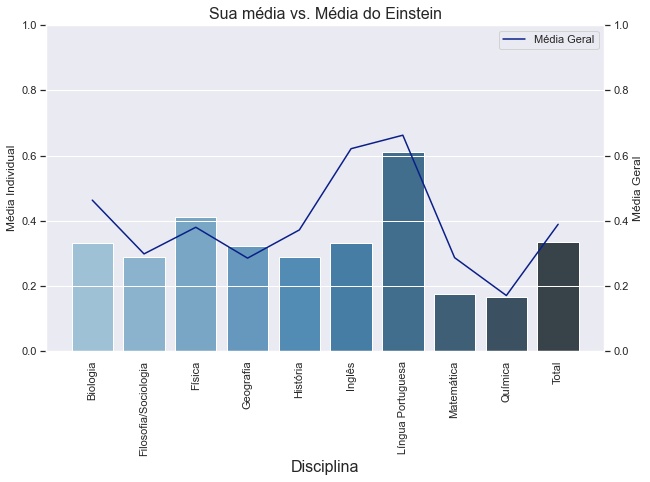 Sua média vs. Média do Einstein
Média Geral
1.0
0.8
0.6
0.4
0.2
0.0
Média Individual
1.0
0.8
0.6
0.4
0.2
0.0
Média Geral
Biologia
Filosofia/Sociologia
Física
Geografia
História
Inglês
Língua Portuguesa
Matemática
Química
Total
Disciplina